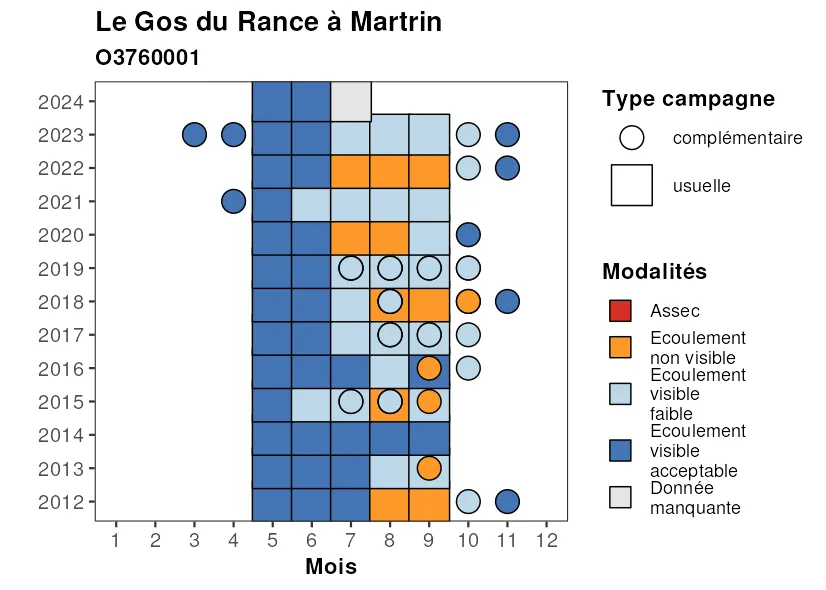 Le Gos du Rance à Martrin
O3760001
2024
2023
2022
2021
2020
2019
2018
2017
2016
2015
2014
2013
2012
1 2 3 4 5 6 7 8 9 10 11 12
Mois
Type campagne
complémentaire
usuelle
Modalités
Assec
Ecoulement
non visible
Ecoulement
visible
faible
Ecoulement
visible
acceptable
Donnée
manquante